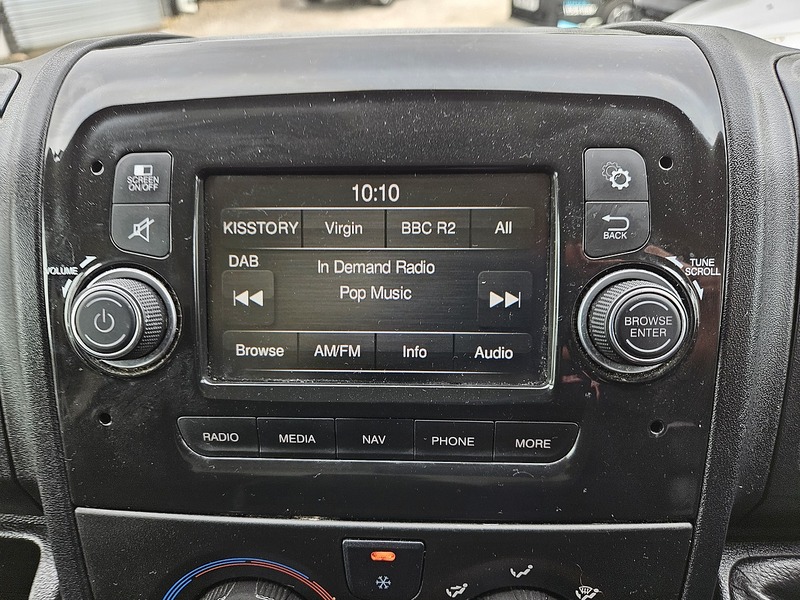 10:10
SCREEN
ON/OFF
KISSTORY Virgin BBC R2 All
BACK
DAB
In Demand Radio
VOLUME
TUNE
SCROLL
Pop Music
BROWSE
ENTER
Browse AM/FM Info Audio
RADIO MEDIA NAV PHONE MORE